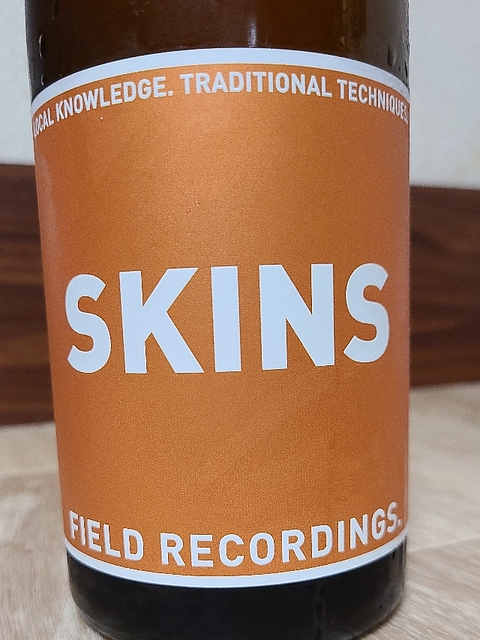 LOCAL KNOWLEDGE. TRADITIONAL TECHNIQUES.
SKINS
FIELD RECORDINGS.